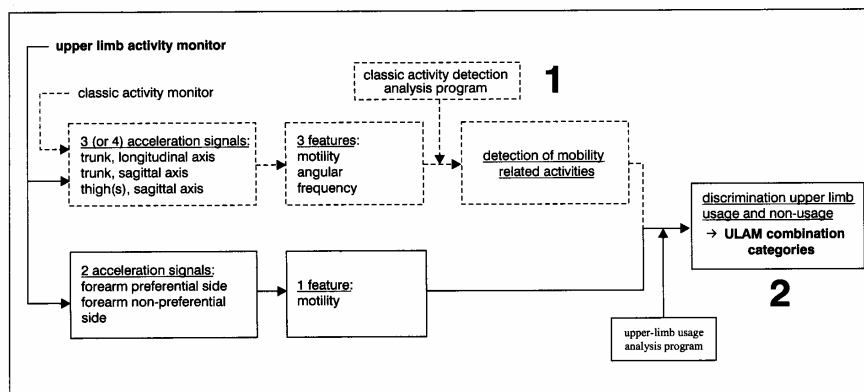 upper limb activity monitor
classic activity monitor
classic activity detection
analysis program
1
3 (or 4) acceleration signals:
trunk, longitudinal axis
trunk, sagittal axis
thigh(s), sagittal axis
3 features:
motility
angular
frequency
detection of mobility
related activities
discrimination upper limb
usage and non-usage
→ ULAM combination
categories
2
2 acceleration signals:
forearm preferential side
forearm non-preferential
side
1 feature:
motility
upper-limb usage
analysis program